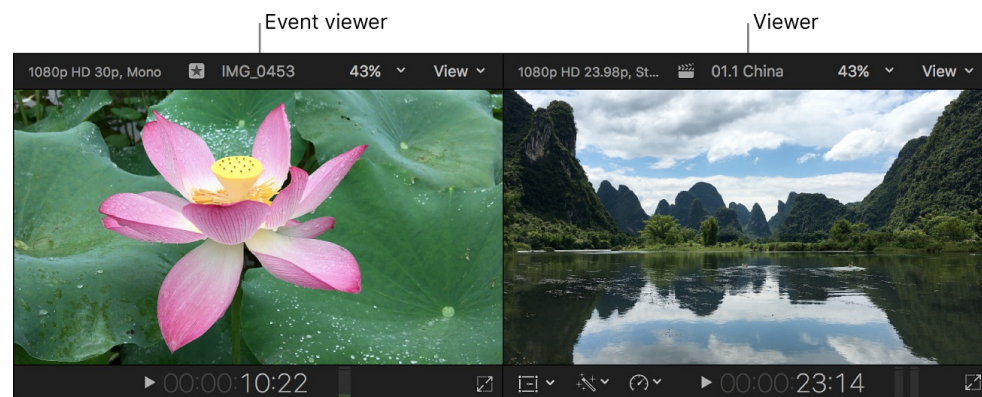 Event viewer
Viewer
1080p HD 30p, Mono IMG_0453 43% View
1080p HD 23.98p, St... 01.1 China 43% View
00:00:10:22
00:00:23:14